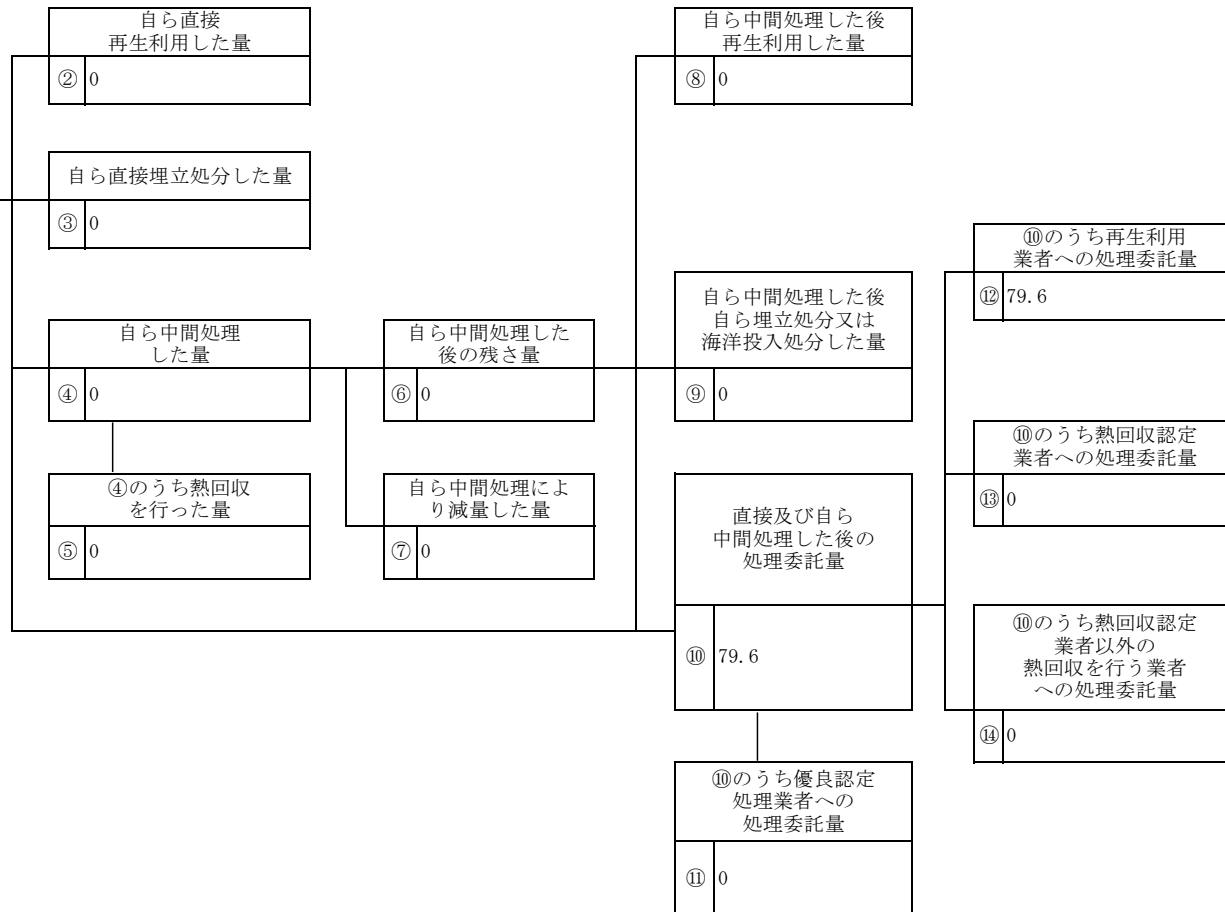 自ら直接
再生利用した量
② 0
自ら直接埋立処分した量
③ 0
自ら中間処理
した量
④ 0
④のうち熱回収
を行った量
⑤ 0
自ら中間処理した
後の残さ量
⑥ 0
自ら中間処理によ
り減量した量
⑦ 0
自ら中間処理した後
再生利用した量
⑧ 0
自ら中間処理した後
自ら埋立処分又は
海洋投入処分した量
⑨ 0
直接及び自ら
中間処理した後の
処理委託量
⑩ 79.6
⑩のうち優良認定
処理業者への
処理委託量
⑪ 0
⑩のうち再生利用
業者への処理委託量
⑫ 79.6
⑩のうち熱回収認定
業者への処理委託量
⑬ 0
⑩のうち熱回収認定
業者以外の
熱回収を行う業者
への処理委託量
⑭ 0